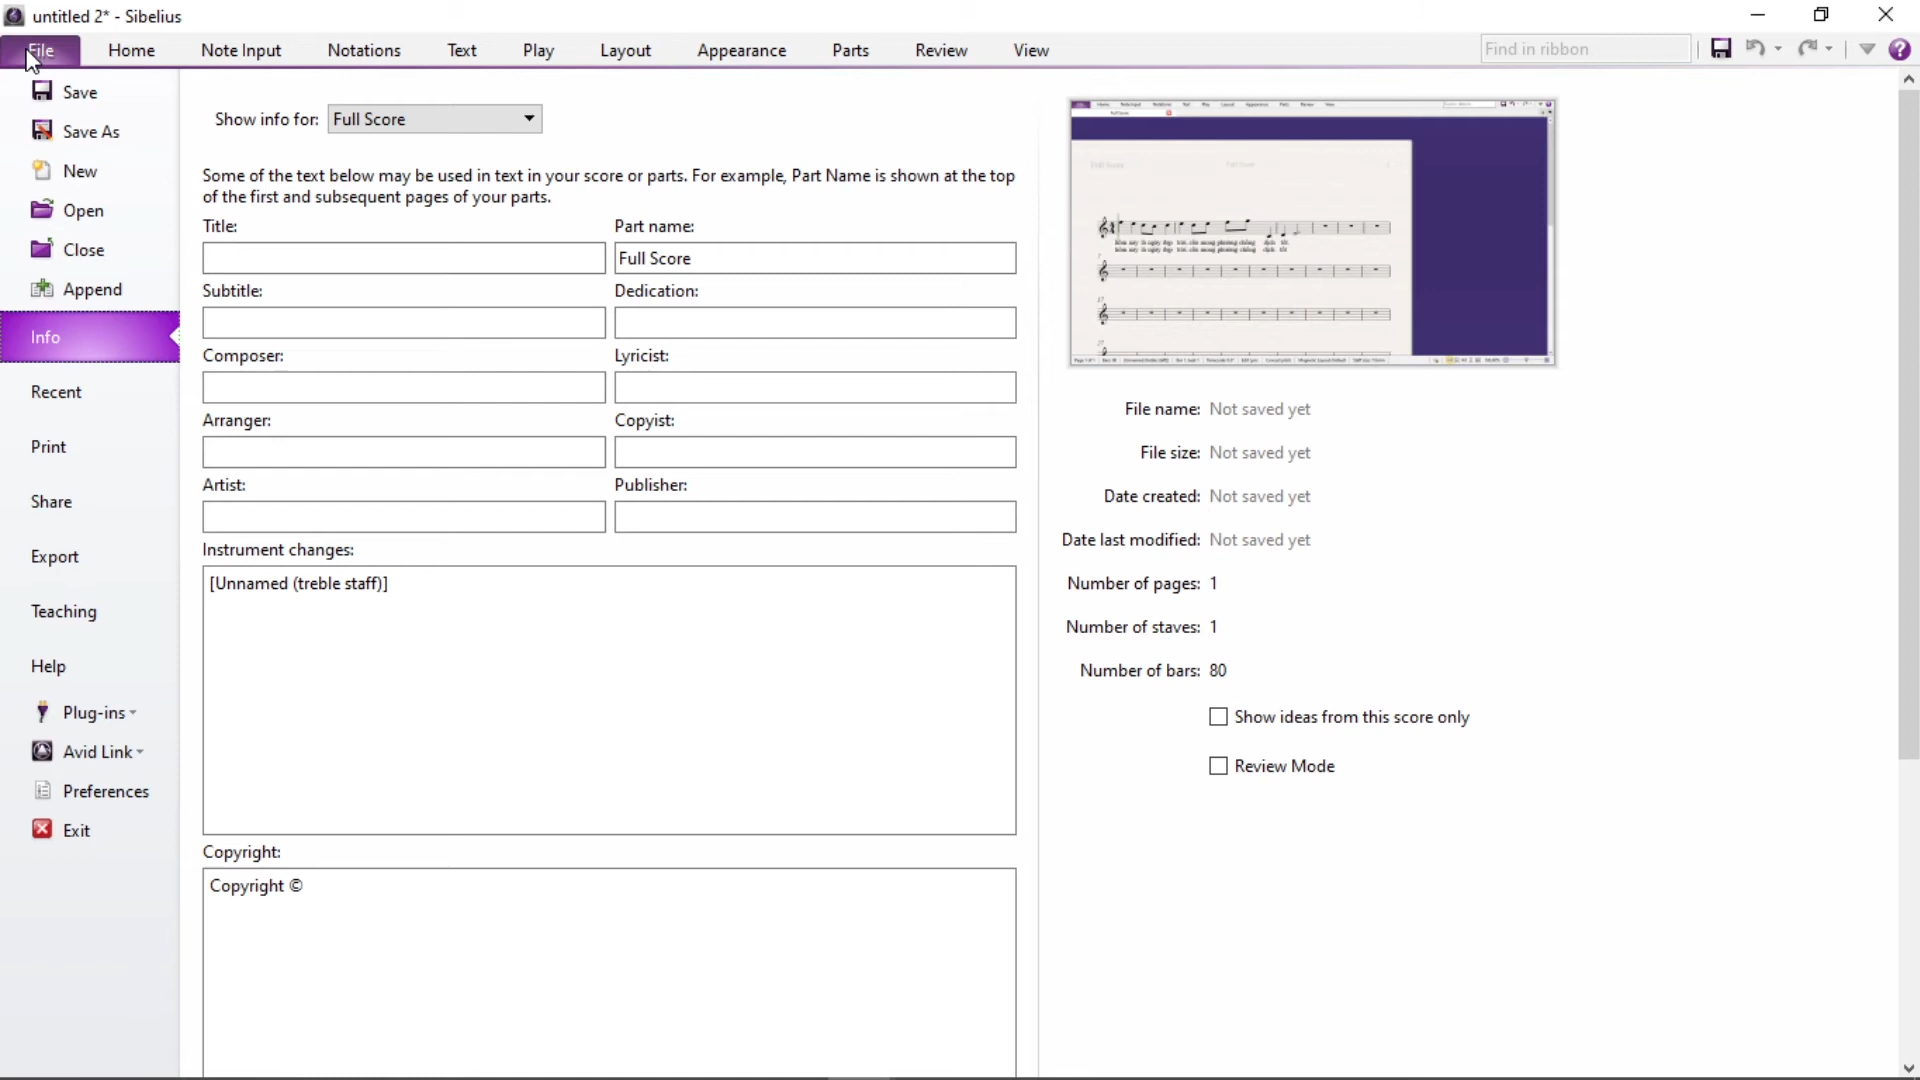 untitled 2* - Sibelius
File Home Note Input Notations Text Play Layout Appearance Parts Review View Find in ribbon
Save
Save As
New
Open
Close
Append
Info
Recent
Print
Share
Export
Teaching
Help
Plug-ins
Avid Link
Preferences
Exit
Show info for: Full Score
Some of the text below may be used in text in your score or parts. For example, Part Name is shown at the top
of the first and subsequent pages of your parts.
Title: Part name:
Full Score
Subtitle: Dedication:
Composer: Lyricist:
Arranger: Copyist:
Artist: Publisher:
Instrument changes:
[Unnamed (treble staff)]
Copyright:
Copyright ©
File name: Not saved yet
File size: Not saved yet
Date created: Not saved yet
Date last modified: Not saved yet
Number of pages: 1
Number of staves: 1
Number of bars: 80
Show ideas from this score only
Review Mode